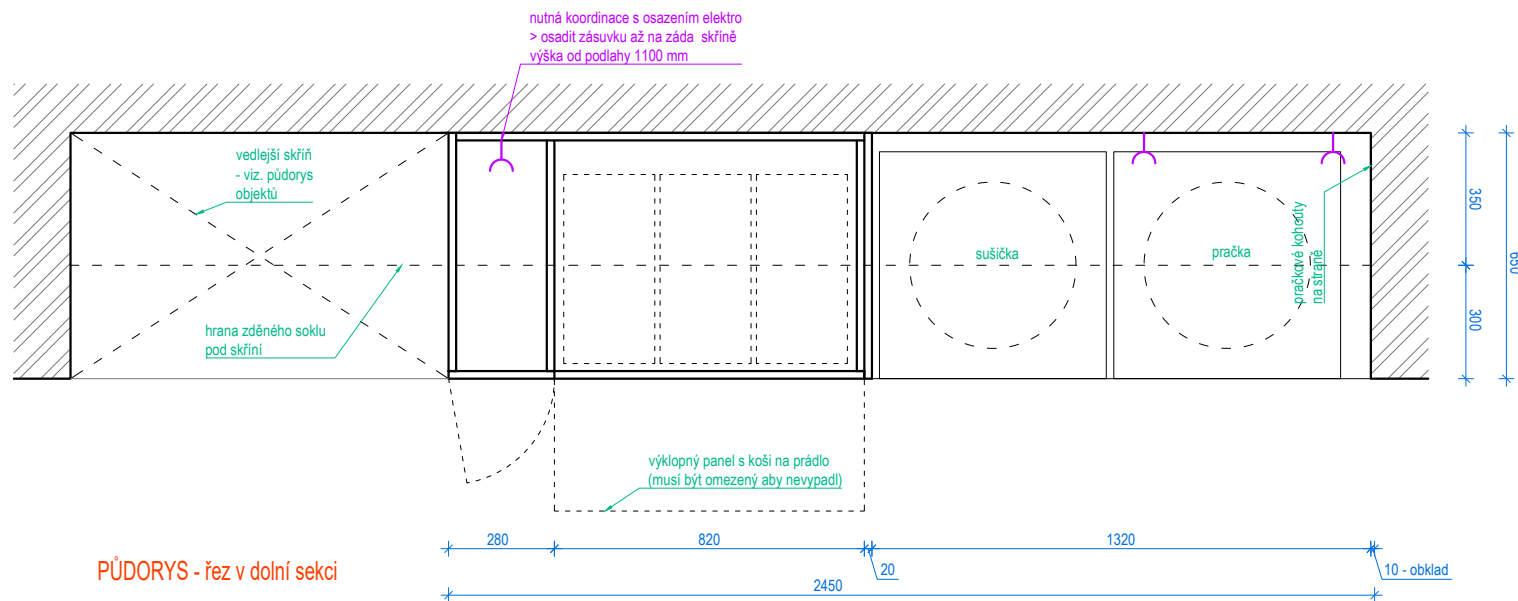 nutná koordinace s osazením elektro
> osadit zásuvku až na záda skříně
výška od podlahy 1100 mm
vedlejší skříň
- viz. půdorys
objektů
hrana zděného soklu
pod skříní
sušička
pračka
pračkové kohouty
na straně
350
300
650
výklopný panel s koši na prádlo
(musí být omezený aby nevypadl)
280
820
1320
20
10 - obklad
2450
PŮDORYS - řez v dolní sekci